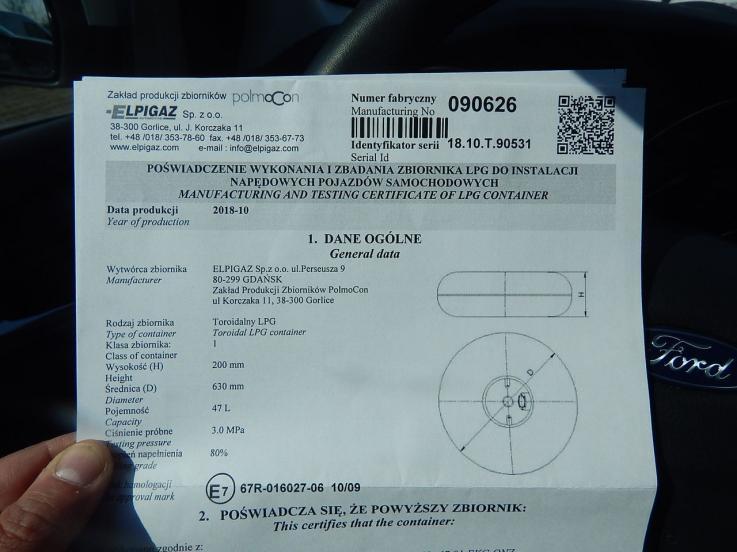 Zakład produkcji zbiorników polmoCon
ELPIGAZ Sp. z o.o.
38-300 Gorlice, ul. J. Korczaka 11
tel. +48 /018/ 353-78-60 fax. +48 /018/ 353-67-73
www.elpigaz.com e-mail : info@elpigaz.com
Numer fabryczny 090626
Manufacturing No
Identyfikator serii 18.10.T.90531
Serial Id
POŚWIADCZENIE WYKONANIA I ZBADANIA ZBIORNIKA LPG DO INSTALACJI
NAPĘDOWYCH POJAZDÓW SAMOCHODOWYCH
MANUFACTURING AND TESTING CERTIFICATE OF LPG CONTAINER
Data produkcji 2018-10
Year of production
1. DANE OGÓLNE
General data
Wytwórca zbiornika ELPIGAZ Sp.z o.o. ul.Perseusza 9
Manufacturer 80-299 GDAŃSK
Zakład Produkcji Zbiorników PolmoCon
ul Korczaka 11, 38-300 Gorlice
Rodzaj zbiornika Toroidalny LPG
Type of container Toroidal LPG container
Klasa zbiornika: 1
Class of container
Wysokość (H) 200 mm
Height
Średnica (D) 630 mm
Diameter
Pojemność 47 L
Capacity
Ciśnienie próbne 3.0 MPa
Testing pressure
napełnienia 80%
grade
homologacji E7 67R-016027-06 10/09
approval mark
H
D
2. POŚWIADCZA SIĘ, ŻE POWYŻSZY ZBIORNIK:
This certifies that the container:
Ford